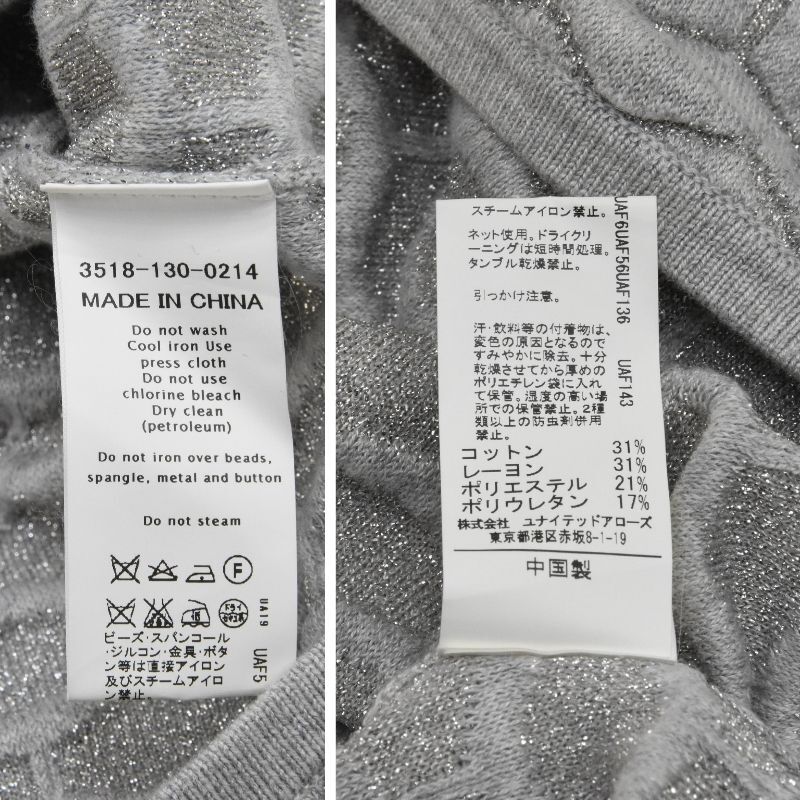 3518-130-0214
MADE IN CHINA
Do not wash
Cool iron Use
press cloth
Do not use
chlorine bleach
Dry clean
(petroleum)
Do not iron over beads,
spangle, metal and button
Do not steam
F
ドライ
セキユ系
UA19
UAF5
ビーズ・スパンコール
・ジルコン・金具・ボタ
ン等は直接アイロン
及びスチームアイロ
ン禁止。
スチームアイロン禁止。
ネット使用。ドライクリ
ーニングは短時間処理。
タンブル乾燥禁止。
引っかけ注意。
汗・飲料等の付着物は、
変色の原因となるので
すみやかに除去。十分
乾燥させてから厚めの
ポリエチレン袋に入れ
て保管。湿度の高い場
所での保管禁止。2種
類以上の防虫剤併用
禁止。
UAF6UAF56UAF136
UAF143
コットン 31%
レーヨン 31%
ポリエステル 21%
ポリウレタン 17%
株式会社 ユナイテッドアローズ
東京都港区赤坂8-1-19
中国製